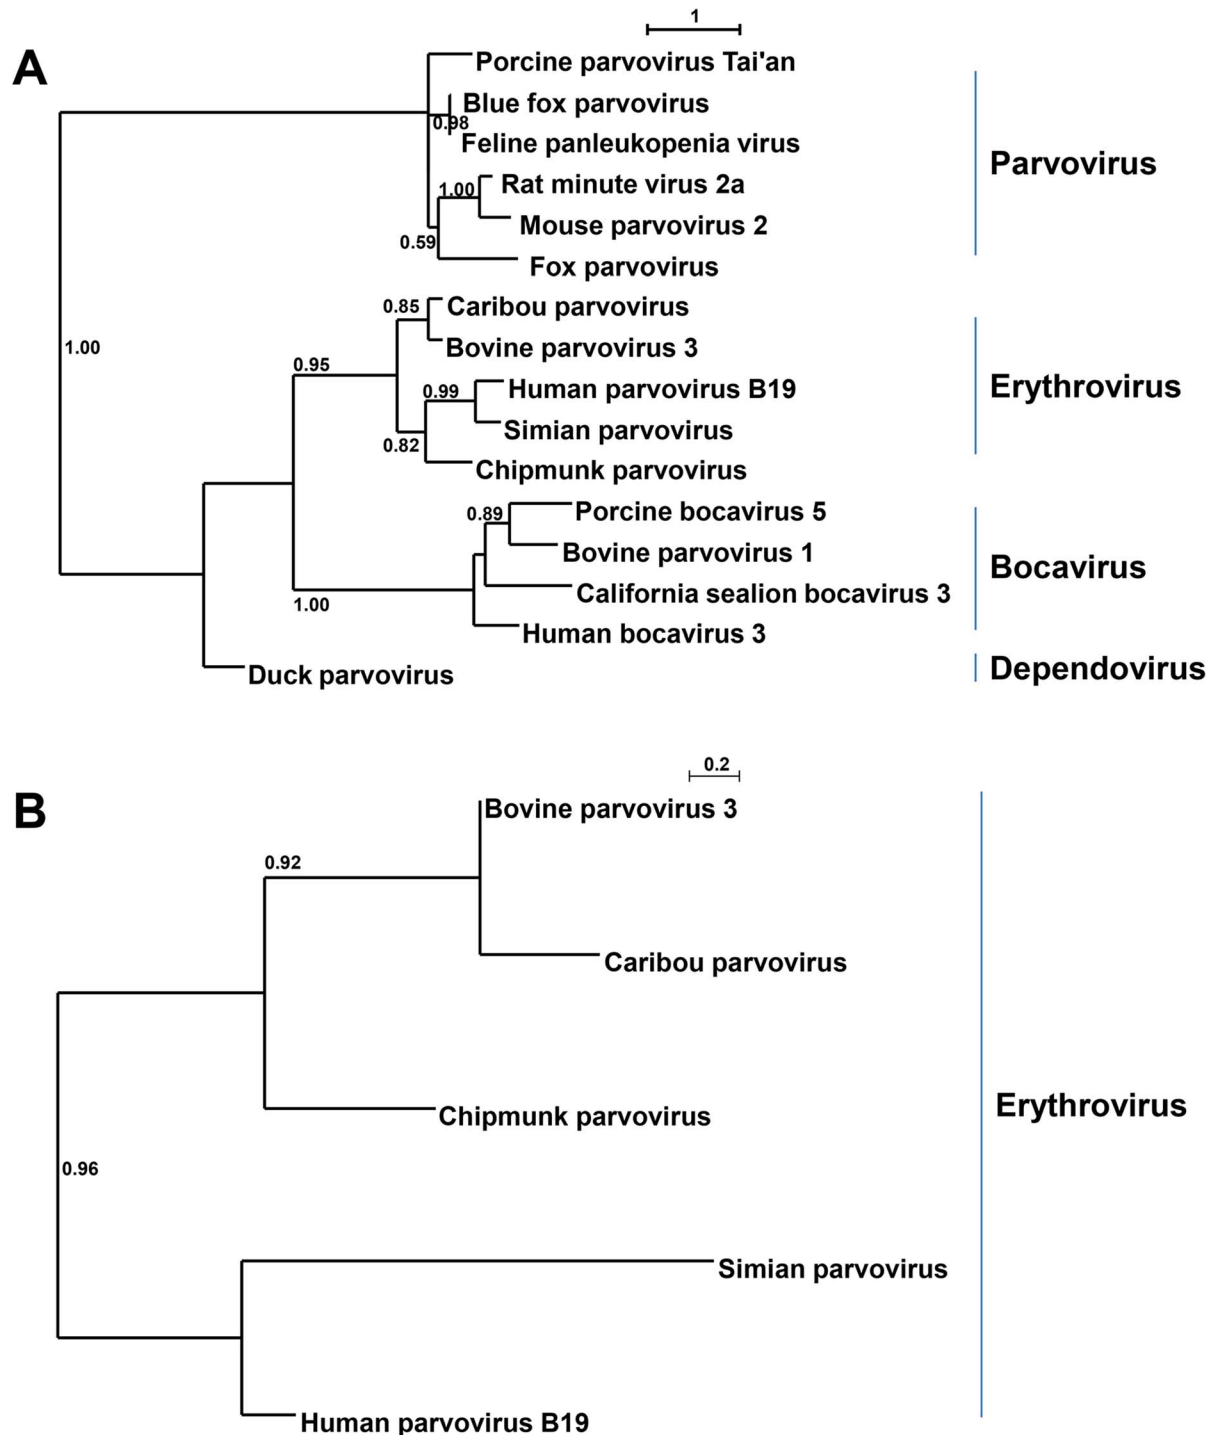 1
A
Porcine parvovirus Tai'an
Blue fox parvovirus
0.98
Feline panleukopenia virus
Parvovirus
1.00
Rat minute virus 2a
Mouse parvovirus 2
0.59
Fox parvovirus
0.85
Caribou parvovirus
1.00
Bovine parvovirus 3
0.95
Erythrovirus
0.99
Human parvovirus B19
Simian parvovirus
0.82
Chipmunk parvovirus
0.89
Porcine bocavirus 5
Bovine parvovirus 1
Bocavirus
California sealion bocavirus 3
1.00
Human bocavirus 3
Duck parvovirus
Dependovirus
0.2
B
Bovine parvovirus 3
0.92
Caribou parvovirus
Chipmunk parvovirus
Erythrovirus
0.96
Simian parvovirus
Human parvovirus B19